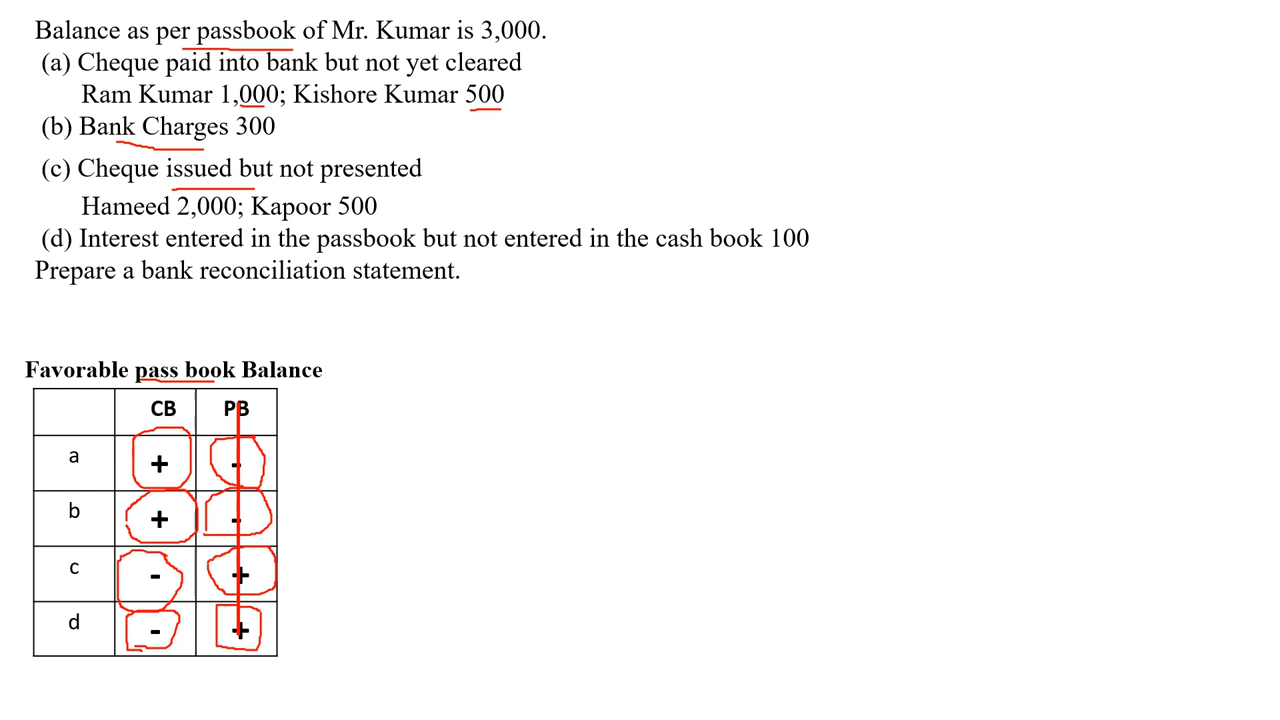 Balance as per passbook of Mr. Kumar is 3,000.
(a) Cheque paid into bank but not yet cleared
Ram Kumar 1,000; Kishore Kumar 500
(b) Bank Charges 300
(c) Cheque issued but not presented
Hameed 2,000; Kapoor 500
(d) Interest entered in the passbook but not entered in the cash book 100
Prepare a bank reconciliation statement.
Favorable pass book Balance
CB PB
a + -
b + -
c - +
d - +